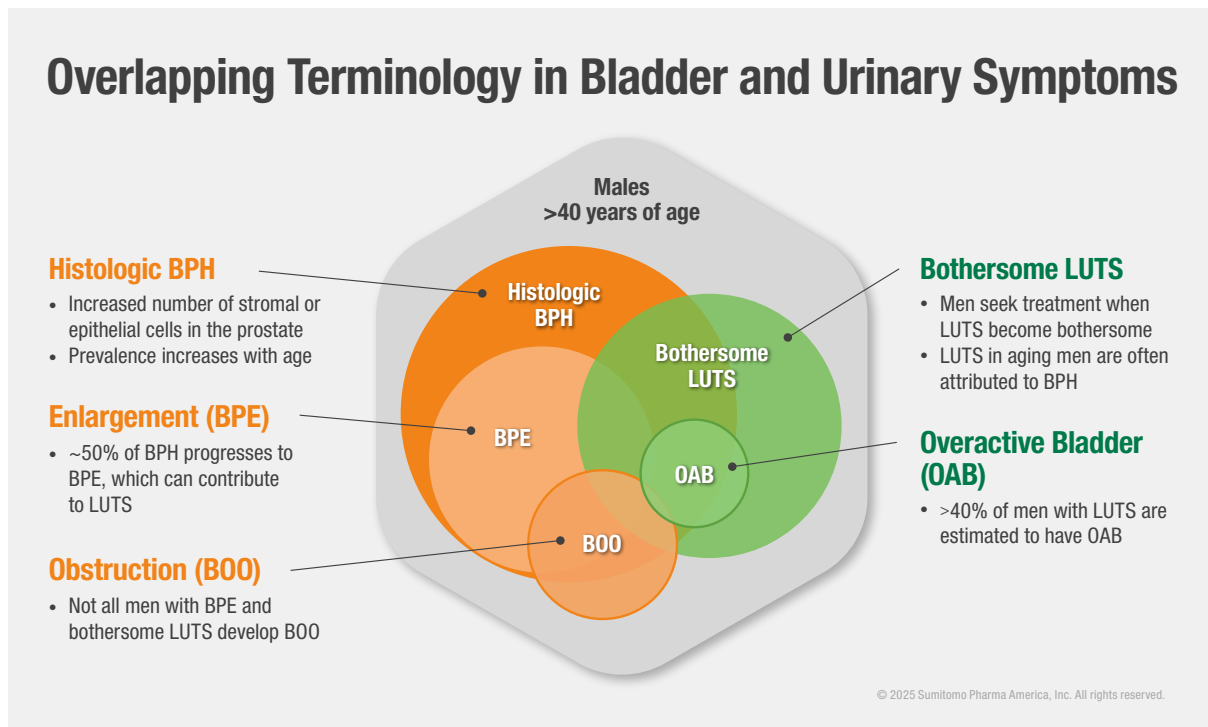 Overlapping Terminology in Bladder and Urinary Symptoms
Males
>40 years of age
Histologic BPH
• Increased number of stromal or
epithelial cells in the prostate
• Prevalence increases with age
Enlargement (BPE)
• ~50% of BPH progresses to
BPE, which can contribute
to LUTS
Obstruction (BOO)
• Not all men with BPE and
bothersome LUTS develop BOO
Histologic
BPH
Bothersome
LUTS
BPE
OAB
BOO
Bothersome LUTS
• Men seek treatment when
LUTS become bothersome
• LUTS in aging men are often
attributed to BPH
Overactive Bladder
(OAB)
• >40% of men with LUTS are
estimated to have OAB
© 2025 Sumitomo Pharma America, Inc. All rights reserved.